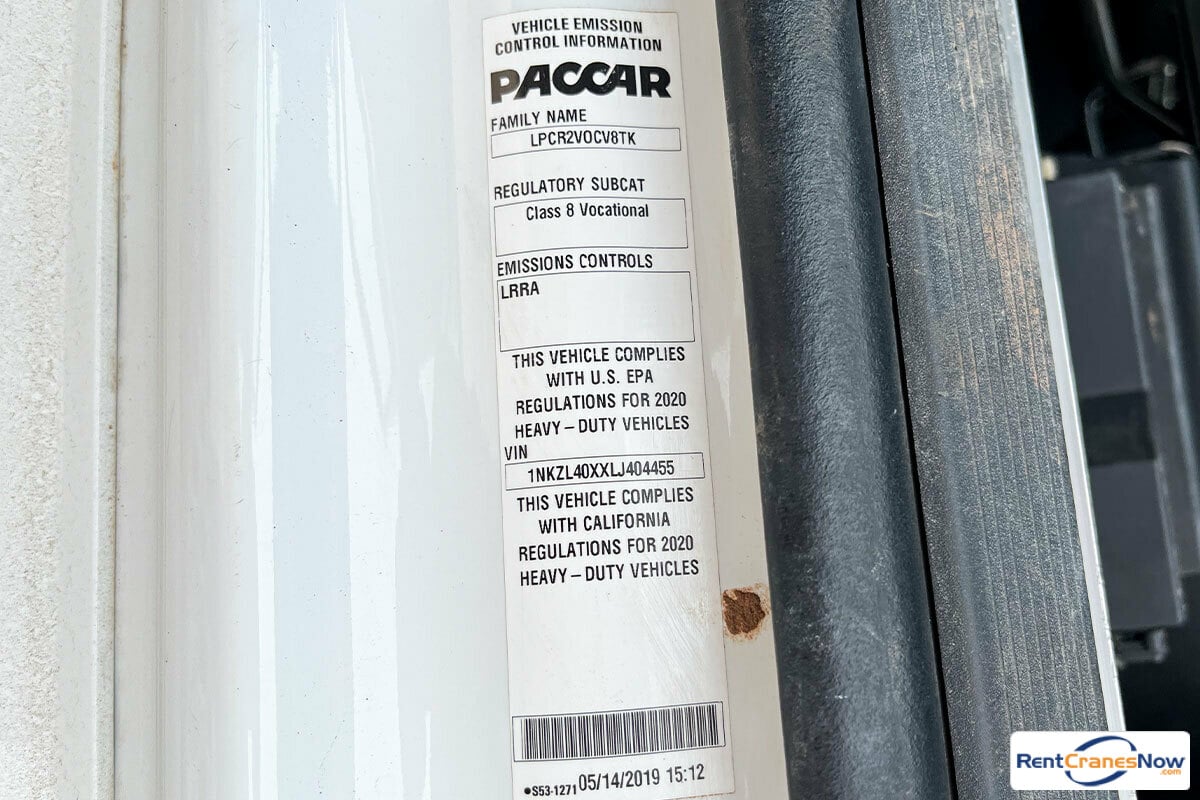 VEHICLE EMISSION
CONTROL INFORMATION
PACCAR
FAMILY NAME
LPCR2VOCV8TK
REGULATORY SUBCAT
Class 8 Vocational
EMISSIONS CONTROLS
LRRA
THIS VEHICLE COMPLIES
WITH U.S. EPA
REGULATIONS FOR 2020
HEAVY – DUTY VEHICLES
VIN
1NKZL40XXLJ404455
THIS VEHICLE COMPLIES
WITH CALIFORNIA
REGULATIONS FOR 2020
HEAVY – DUTY VEHICLES
•S53-1271 05/14/2019 15:12
RentCranesNow
.com